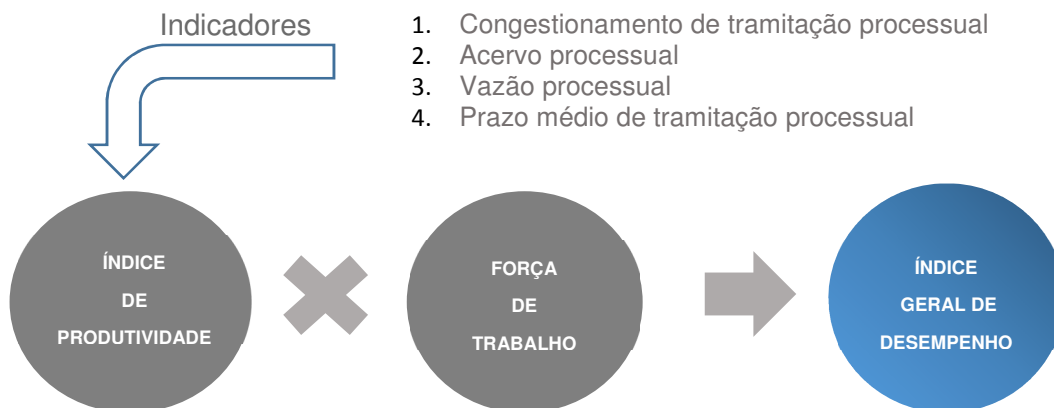 Indicadores
1. Congestionamento de tramitação processual
2. Acervo processual
3. Vazão processual
4. Prazo médio de tramitação processual
ÍNDICE
DE
PRODUTIVIDADE
FORÇA
DE
TRABALHO
ÍNDICE
GERAL DE
DESEMPENHO